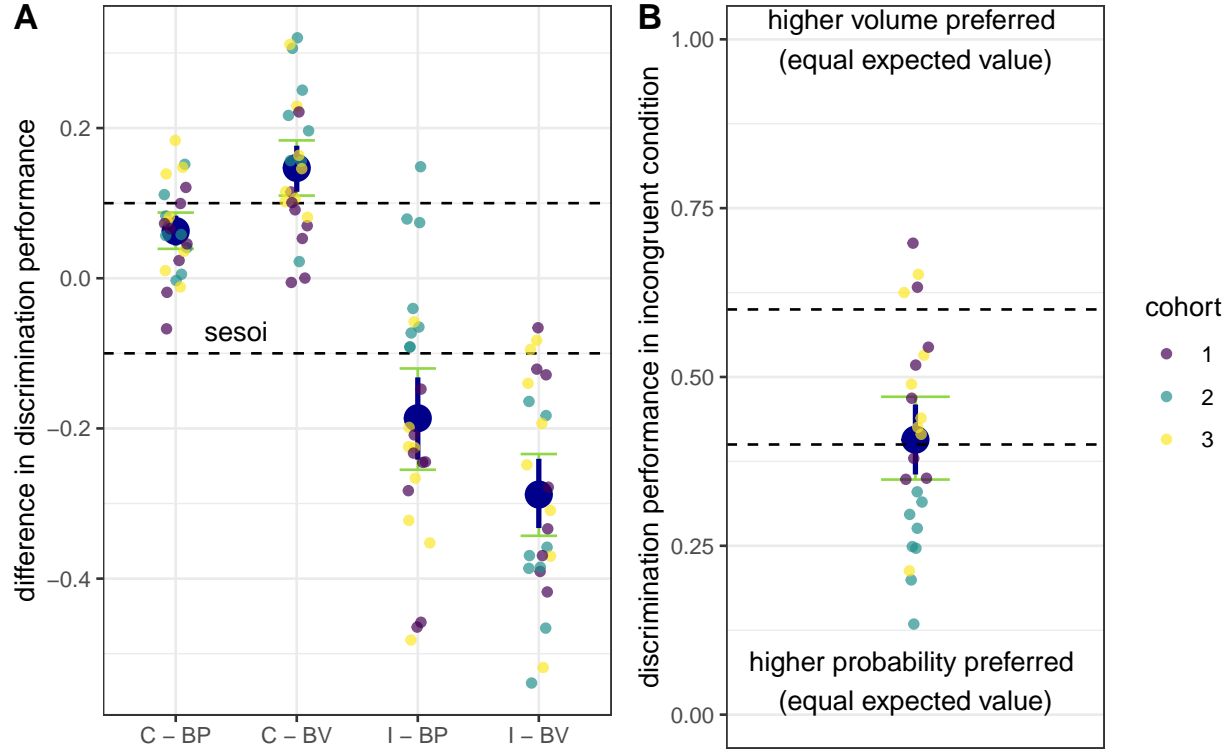 A
difference in discrimination performance
0.2
0.0
−0.2
−0.4
sesoi
C − BP
C − BV
I − BP
I − BV
B
discrimination performance in incongruent condition
1.00
0.75
0.50
0.25
0.00
higher volume preferred
(equal expected value)
higher probability preferred
(equal expected value)
cohort
1
2
3